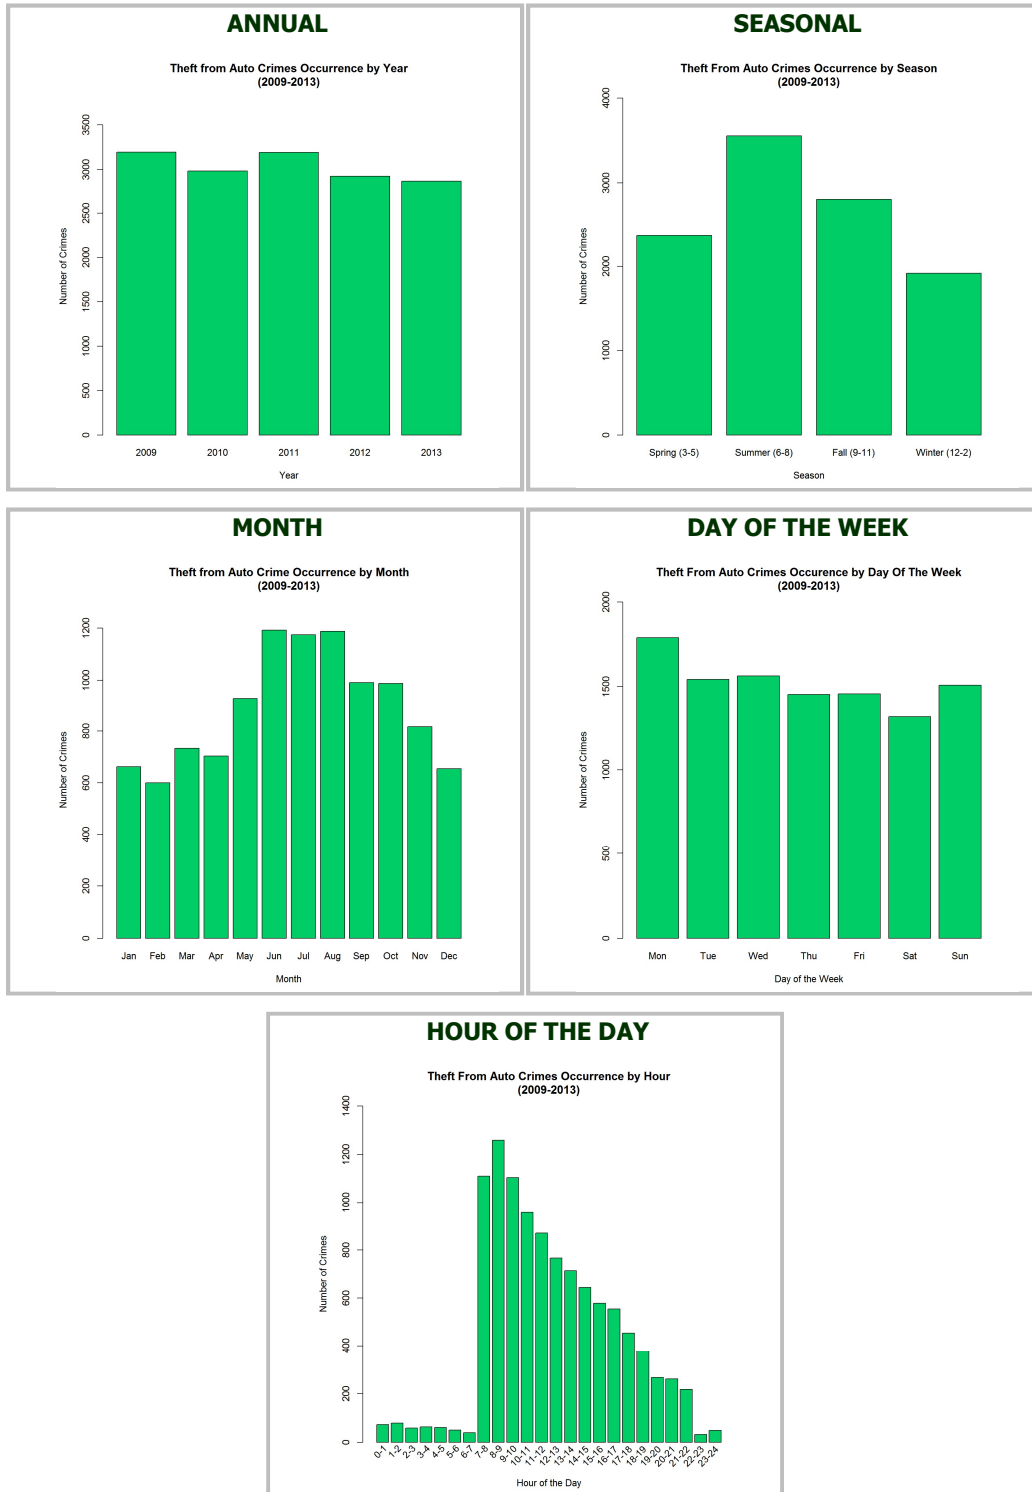 ANNUAL
Theft from Auto Crimes Occurrence by Year
(2009-2013)
3500
3000
2500
2000
1500
1000
500
0
Number of Crimes
2009 2010 2011 2012 2013
Year
SEASONAL
Theft From Auto Crimes Occurrence by Season
(2009-2013)
4000
3000
2000
1000
0
Number of Crimes
Spring (3-5) Summer (6-8) Fall (9-11) Winter (12-2)
Season
MONTH
Theft from Auto Crime Occurrence by Month
(2009-2013)
1200
1000
800
600
400
200
0
Number of Crimes
Jan Feb Mar Apr May Jun Jul Aug Sep Oct Nov Dec
Month
DAY OF THE WEEK
Theft From Auto Crimes Occurence by Day Of The Week
(2009-2013)
2000
1500
1000
500
0
Number of Crimes
Mon Tue Wed Thu Fri Sat Sun
Day of the Week
HOUR OF THE DAY
Theft From Auto Crimes Occurrence by Hour
(2009-2013)
1400
1200
1000
800
600
400
200
0
Number of Crimes
0-1 1-2 2-3 3-4 4-5 5-6 6-7 7-8 8-9 9-10 10-11 11-12 12-13 13-14 14-15 15-16 16-17 17-18 18-19 19-20 20-21 21-22 22-23 23-24
Hour of the Day